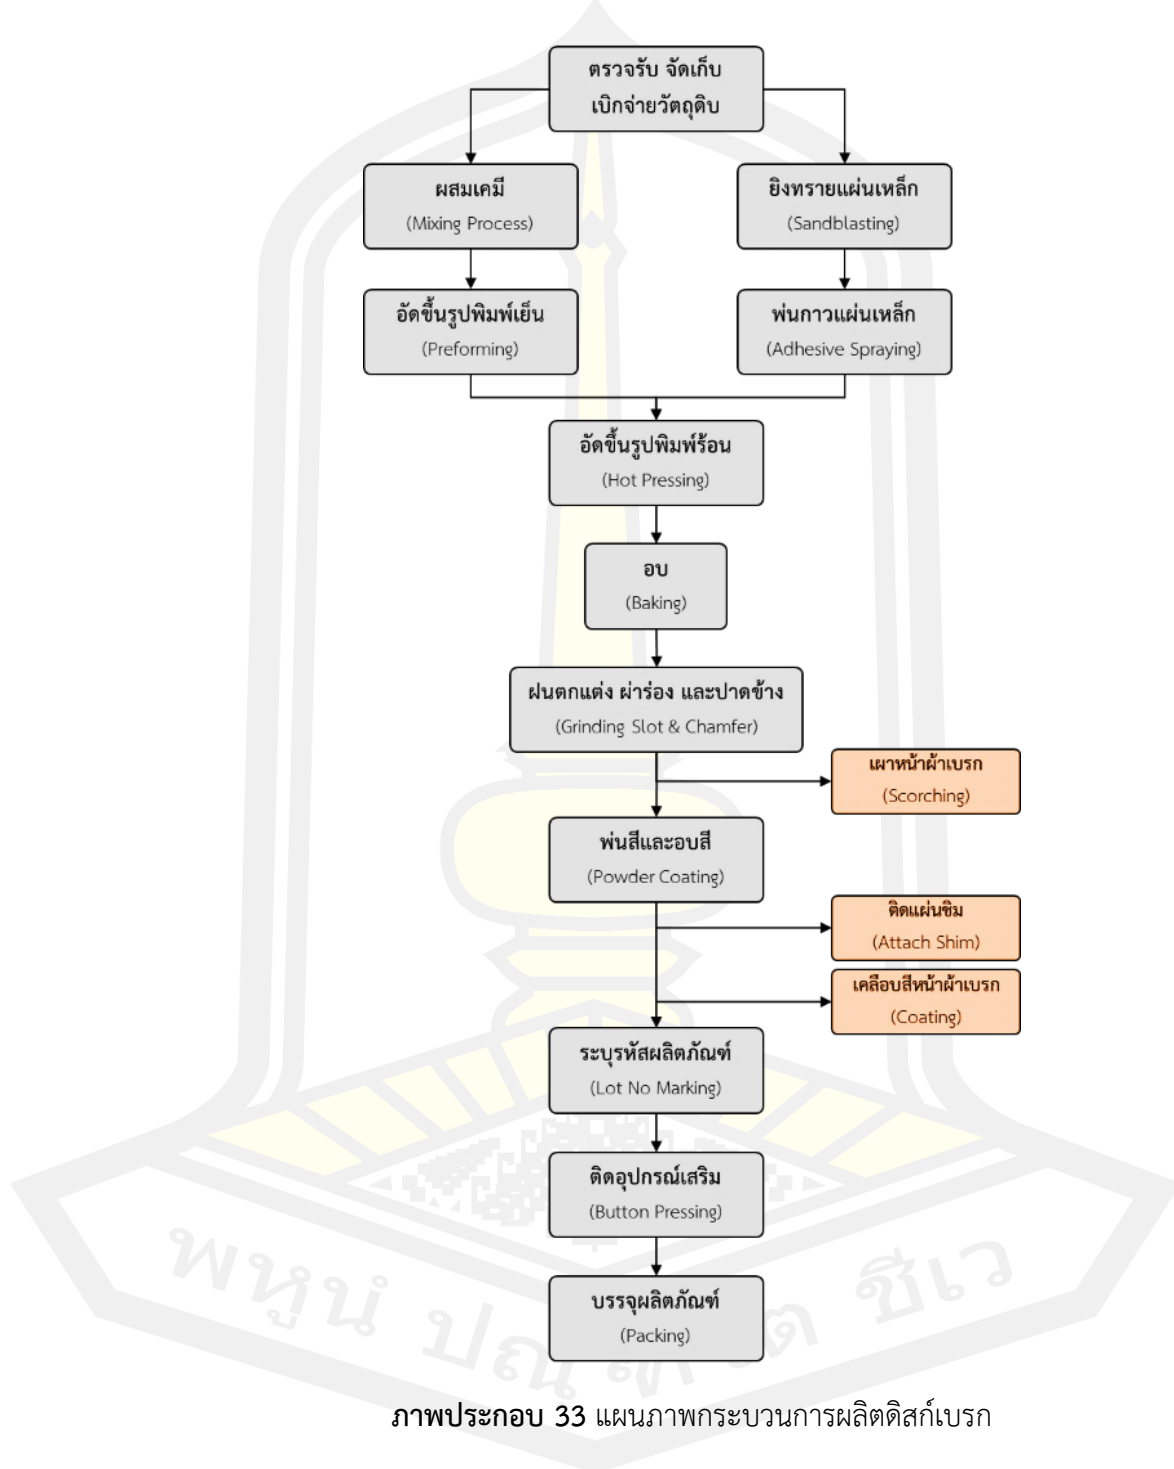 ตรวจรับ จัดเก็บ
เบิกจ่ายวัตถุดิบ
ผสมเคมี
(Mixing Process)
ยิงทรายแผ่นเหล็ก
(Sandblasting)
อัดขึ้นรูปพิมพ์เย็น
(Preforming)
พ่นกาวแผ่นเหล็ก
(Adhesive Spraying)
อัดขึ้นรูปพิมพ์ร้อน
(Hot Pressing)
อบ
(Baking)
ฝนตกแต่ง ผ่าร่อง และปาดข้าง
(Grinding Slot & Chamfer)
เผาหน้าผ้าเบรก
(Scorching)
พ่นสีและอบสี
(Powder Coating)
ติดแผ่นชิม
(Attach Shim)
เคลือบสีหน้าผ้าเบรก
(Coating)
ระบุรหัสผลิตภัณฑ์
(Lot No Marking)
ติดอุปกรณ์เสริม
(Button Pressing)
บรรจุผลิตภัณฑ์
(Packing)
พหูนํ ชีเว
ภาพประกอบ 33 แผนภาพกระบวนการผลิตดิสก์เบรก